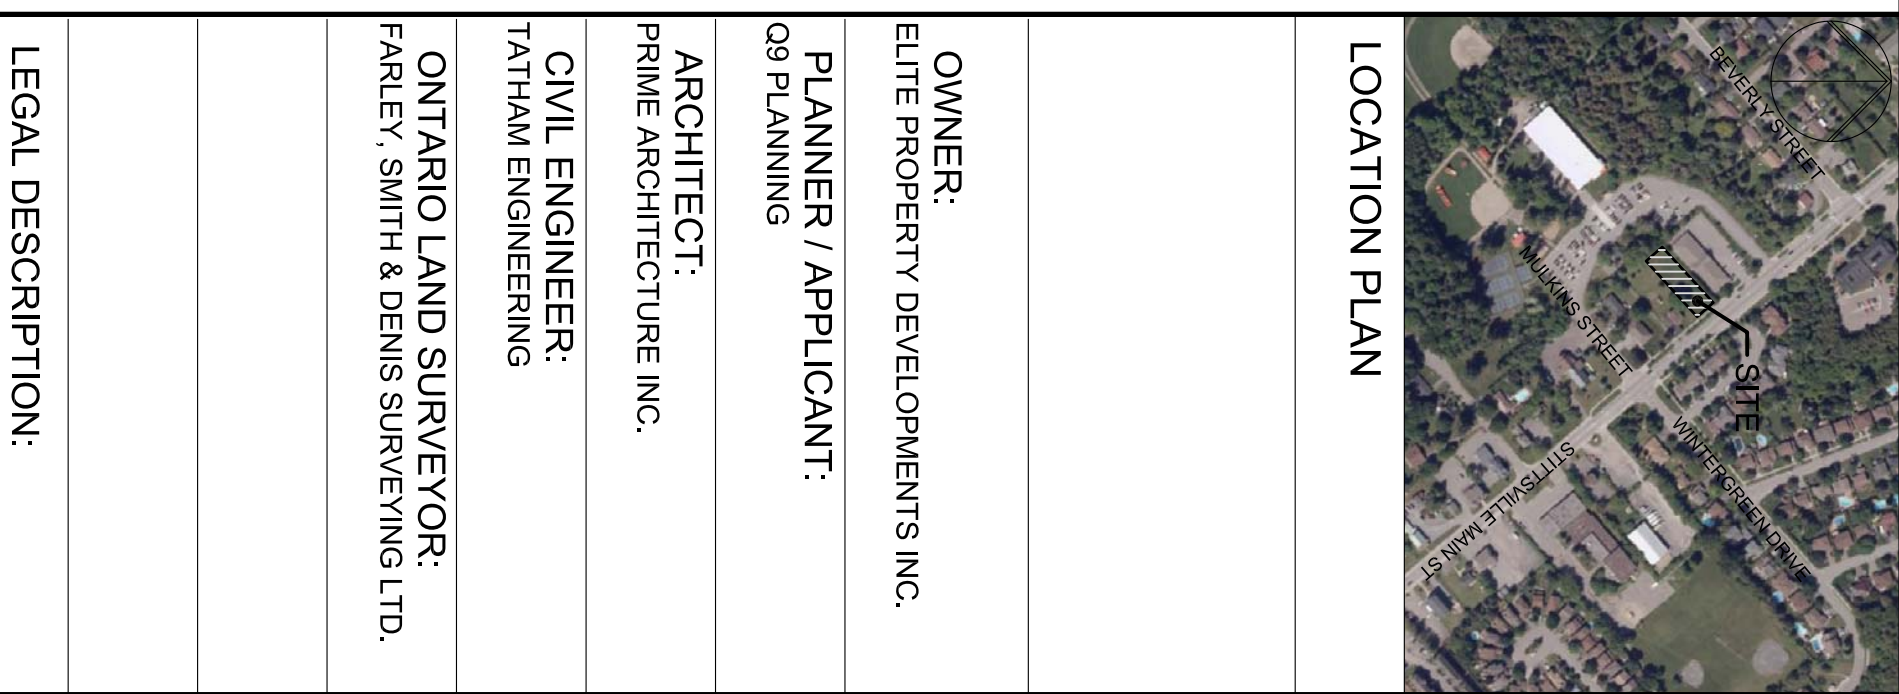 BEVERLY STREET
MULKINS STREET
SITE
WINTERGREEN DRIVE
STITTSVILLE MAIN ST
LOCATION PLAN
OWNER:
ELITE PROPERTY DEVELOPMENTS INC.
PLANNER / APPLICANT:
Q9 PLANNING
ARCHITECT:
PRIME ARCHITECTURE INC.
CIVIL ENGINEER:
TATHAM ENGINEERING
ONTARIO LAND SURVEYOR:
FARLEY, SMITH & DENIS SURVEYING LTD.
LEGAL DESCRIPTION: